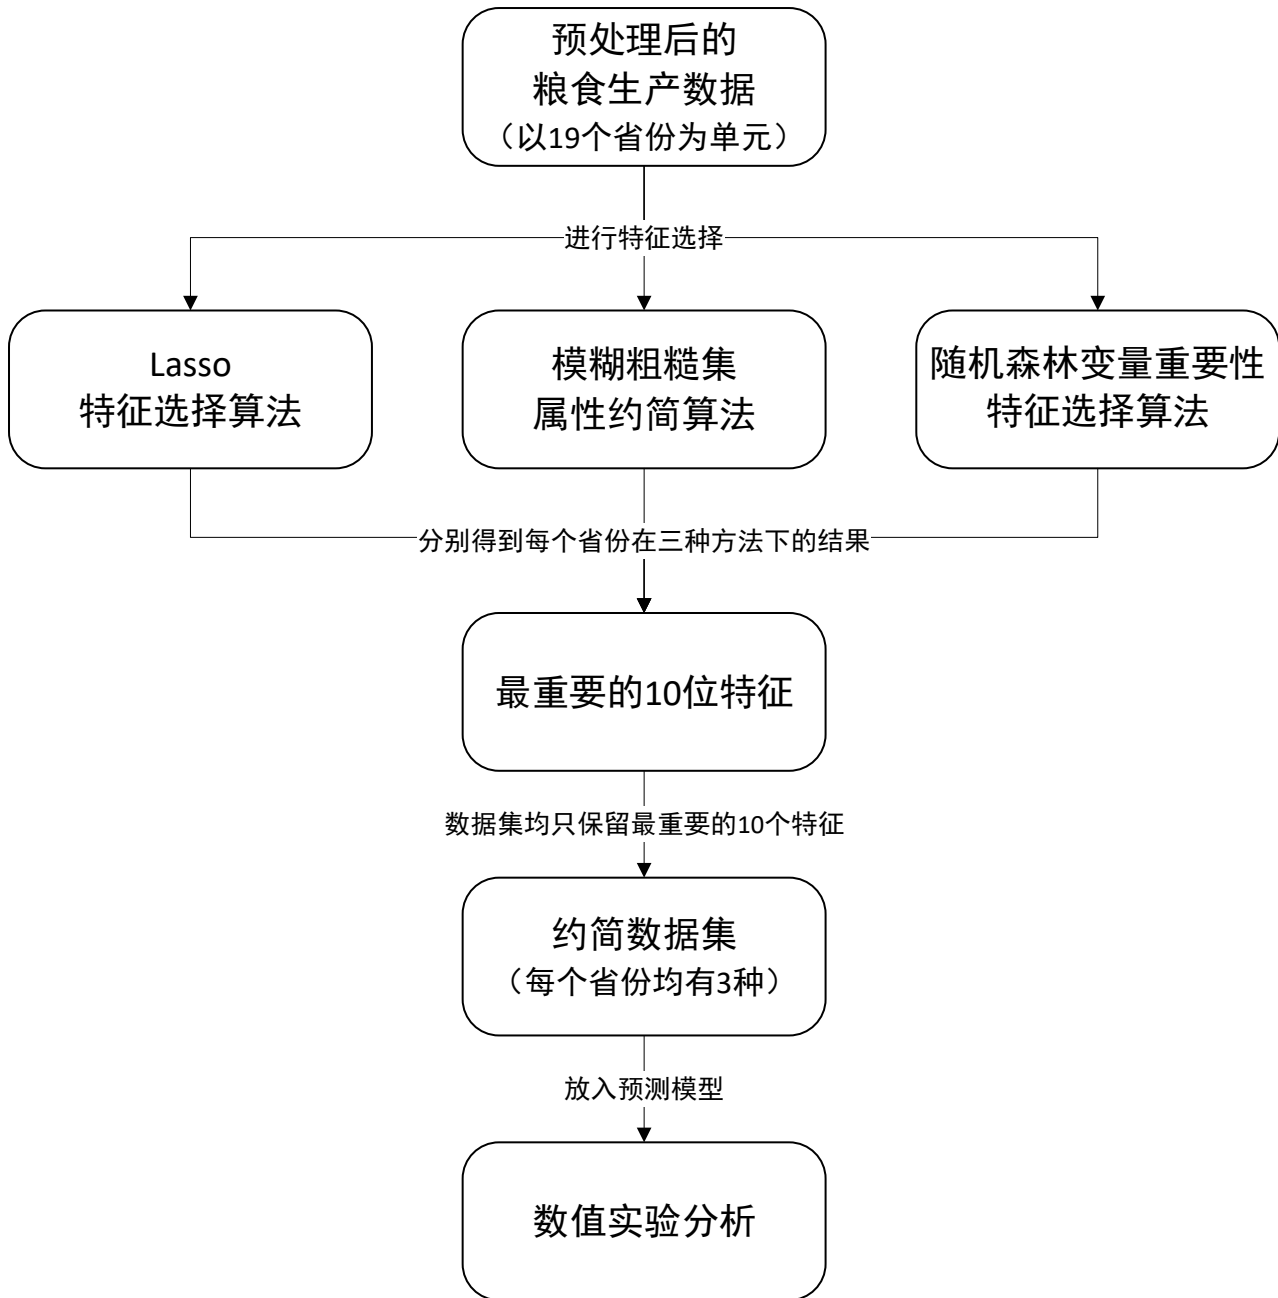 预处理后的
粮食生产数据
（以19个省份为单元）
进行特征选择
Lasso
特征选择算法
模糊粗糙集
属性约简算法
随机森林变量重要性
特征选择算法
分别得到每个省份在三种方法下的结果
最重要的10位特征
数据集均只保留最重要的10个特征
约简数据集
（每个省份均有3种）
放入预测模型
数值实验分析